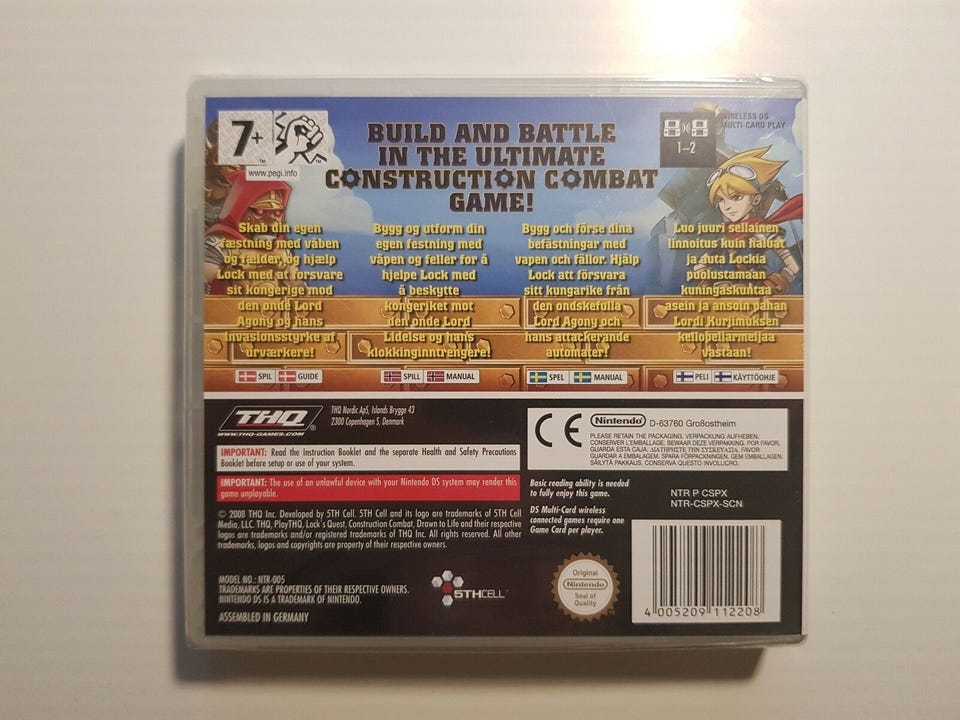 7+
www.pegi.info
BUILD AND BATTLE
IN THE ULTIMATE
CONSTRUCTION COMBAT
GAME!
WIRELESS DS
MULTI-CARD PLAY
1–2
Skab din egen
fæstning med våben
og fælder, og hjælp
Lock med at forsvare
sit kongerige mod
den onde Lord
Agony og hans
invasionsstyrke af
urværkere!
Bygg og utform din
egen festning med
våpen og feller for å
hjelpe Lock med
å beskytte
kongeriket mot
den onde Lord
Lidelse og hans
klokkinginntrengere!
Bygg och förse dina
befästningar med
vapen och fällor. Hjälp
Lock att försvara
sitt kungarike från
den ondskefulla
Lord Agony och
hans attackerande
automater!
Luo juuri sellainen
linnoitus kuin haluat
ja auta Lockia
puolustamaan
kuningaskuntaa
asein ja ansoin pahan
Lordi Kurjimuksen
kellopeliarmeijaa
vastaan!
SPIL GUIDE
SPILL MANUAL
SPEL MANUAL
PELI KÄYTTÖOHJE
THQ
WWW.THQ-GAMES.COM
THQ Nordic ApS, Islands Brygge 43
2300 Copenhagen S, Denmark
IMPORTANT: Read the Instruction Booklet and the separate Health and Safety Precautions
Booklet before setup or use of your system.
IMPORTANT: The use of an unlawful device with your Nintendo DS system may render this
game unplayable.
© 2008 THQ Inc. Developed by 5TH Cell. 5TH Cell and its logo are trademarks of 5TH Cell
Media, LLC. THQ, PlayTHQ, Lock's Quest, Construction Combat, Drawn to Life and their respective
logos are trademarks and/or registered trademarks of THQ Inc. All rights reserved. All other
trademarks, logos and copyrights are property of their respective owners.
MODEL NO.: NTR-005
TRADEMARKS ARE PROPERTIES OF THEIR RESPECTIVE OWNERS.
NINTENDO DS IS A TRADEMARK OF NINTENDO.
ASSEMBLED IN GERMANY
5TH CELL
CE
Nintendo D-63760 Großostheim
PLEASE RETAIN THE PACKAGING. VERPACKUNG AUFHEBEN.
CONSERVER L'EMBALLAGE. BEWAAR DEZE VERPAKKING. POR FAVOR,
GUARDA ESTA CAJA. ΔΙΑΤΗΡΗΣΤΕ ΤΗΝ ΣΥΣΚΕΥΑΣΙΑ. FAVOR
GUARDAR A EMBALAGEM. SPARA FÖRPACKNINGEN. GEM EMBALLAGEN.
SÄILYTÄ PAKKAUS. CONSERVA QUESTO INVOLUCRO.
Basic reading ability is needed
to fully enjoy this game.
DS Multi-Card wireless
connected games require one
Game Card per player.
NTR P CSPX
NTR-CSPX-SCN
Original
Nintendo
Seal of
Quality
4 005209 112208